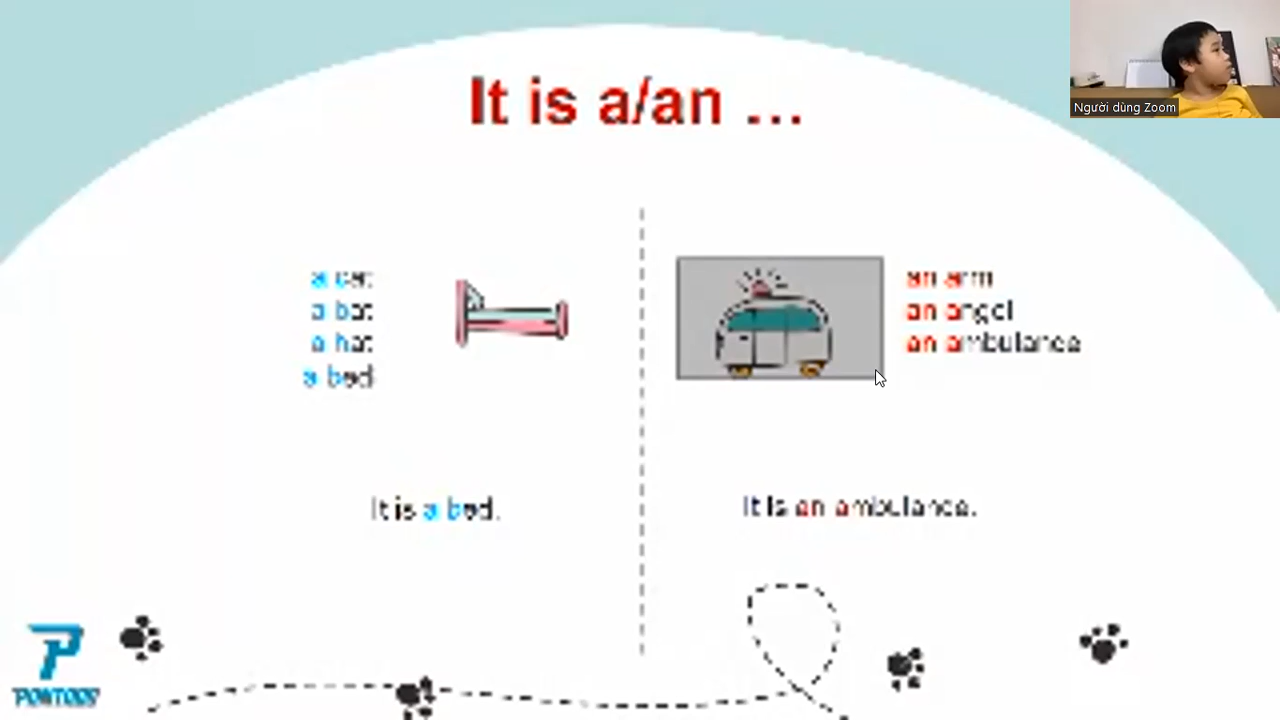 It is a/an ...
Người dùng Zoom
a cat
a bat
a hat
a bed
an arm
an angel
an ambulance
It is a bed.
It is an ambulance.